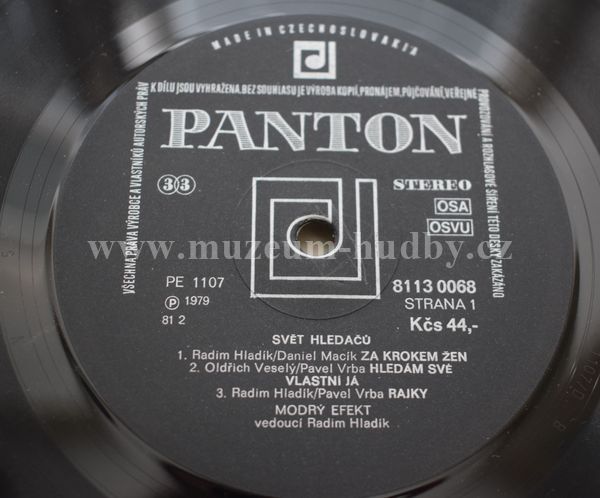 MADE IN CZECHOSLOVAKIA
VŠECHNA PRÁVA VÝROBCE A VLASTNÍKŮ AUTORSKÝCH PRÁV K DÍLU JSOU VYHRAŽENA. BEZ SOUHLASU JE VÝROBA KOPIÍ, PRONÁJEM, PŮJČOVÁNÍ, VEŘEJNÉ PROVOZOVÁNÍ A ROZHLASOVÉ ŠÍŘENÍ TÉTO DESKY ZAKÁZÁNO
PANTON
33 STEREO
OSA
OSVU
www.muzeum-hudby.cz
PE 1107 8113 0068
Ⓟ 1979 STRANA 1
81 2 Kčs 44,-
SVĚT HLEDAČŮ
1. Radim Hladík/Daniel Macík ZA KROKEM ŽEN
2. Oldřich Veselý/Pavel Vrba HLEDÁM SVÉ
VLASTNÍ JÁ
3. Radim Hladík/Pavel Vrba RAJKY
MODRÝ EFEKT
vedoucí Radim Hladík